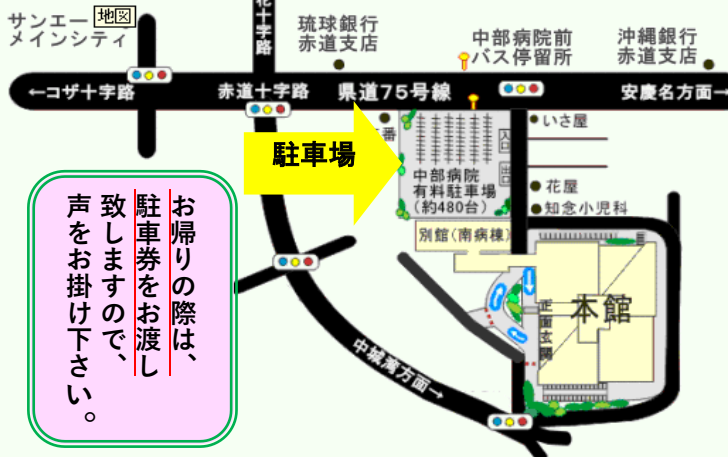 サンエー
メインシティ
地図
花十字路
琉球銀行
赤道支店
中部病院前
バス停留所
沖縄銀行
赤道支店
←コザ十字路
赤道十字路
県道75号線
安慶名方面→
番
駐車場
入口
出口
いさ屋
中部病院
有料駐車場
(約480台)
花屋
知念小児科
別館(南病棟)
本館
正面玄関
中城湾方面→
お帰りの際は、
駐車券をお渡し
致しますので、
声をお掛け下さい。